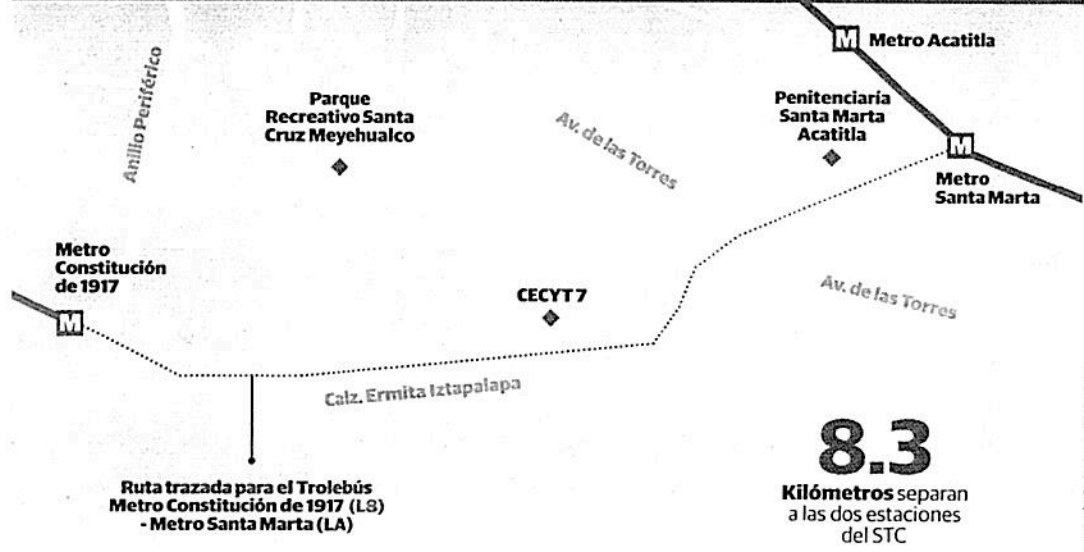 M Metro Acatitla
Anillo Periférico
Parque
Recreativo Santa
Cruz Meyehualco
Av. de las Torres
Penitenciaría
Santa Marta
Acatitla
M
Metro
Santa Marta
Metro
Constitución
de 1917
M
CECYT 7
Av. de las Torres
Calz. Ermita Iztapalapa
Ruta trazada para el Trolebús
Metro Constitución de 1917 (L8)
- Metro Santa Marta (LA)
8.3
Kilómetros separan
a las dos estaciones
del STC